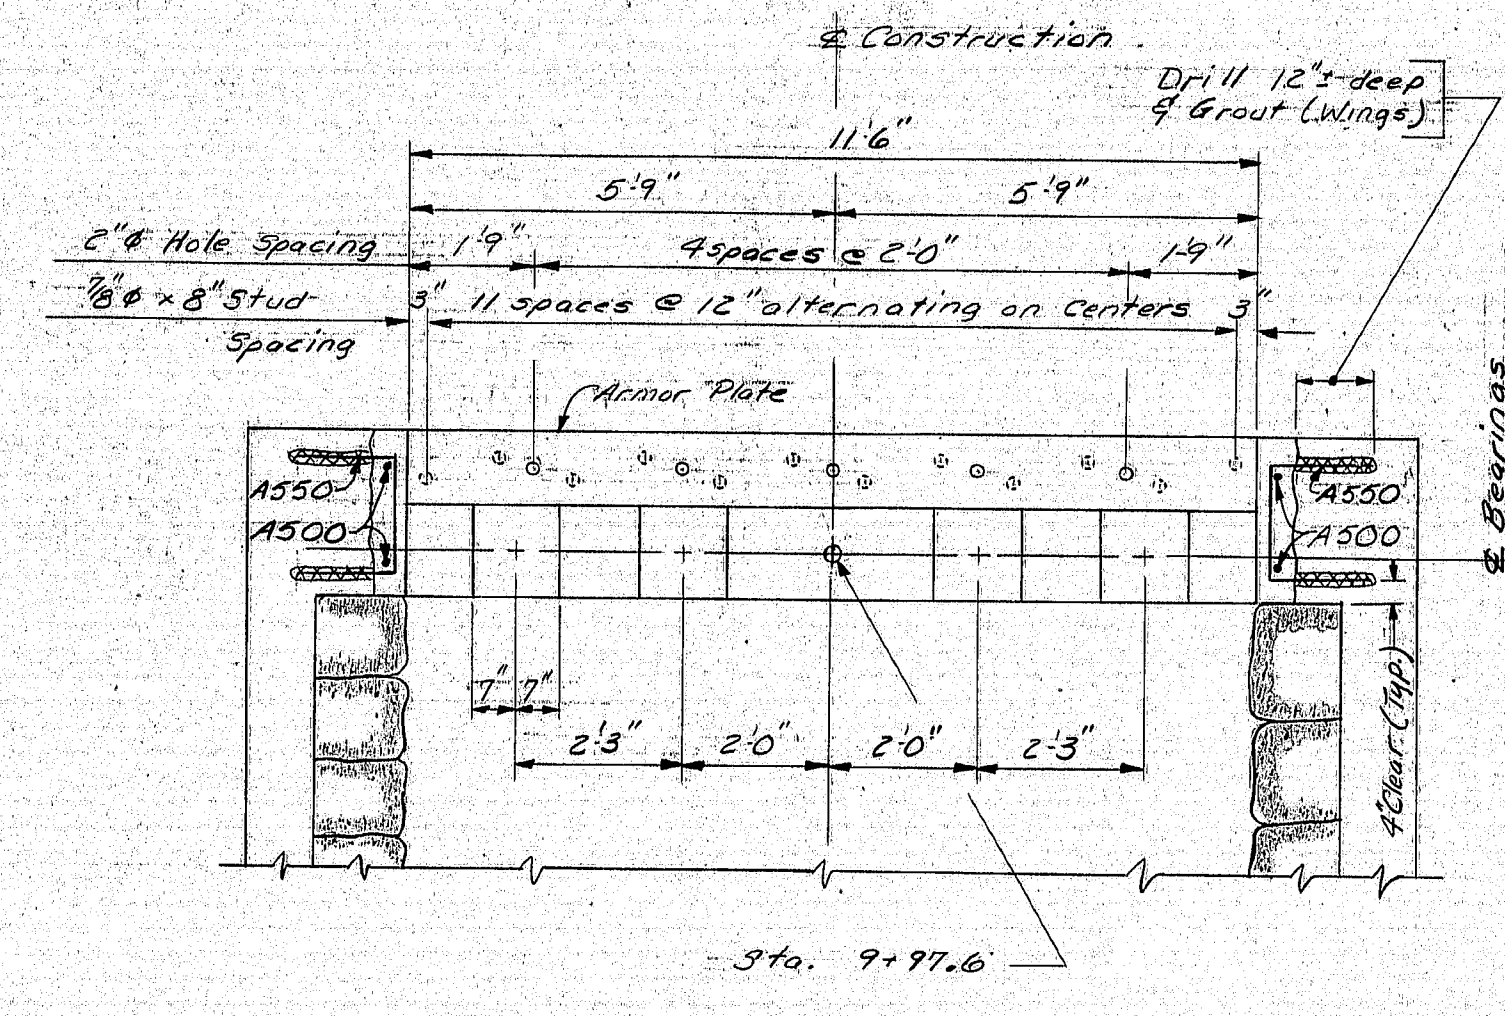 ℄ Construction
Drill 12"± deep
& Grout (Wings)
11'-6"
5'-9" 5'-9"
2"ϕ Hole Spacing 1'-9" 4 spaces @ 2'-0" 1'-9"
7/8"ϕ x 8" Stud 3" 11 spaces @ 12" alternating on Centers 3"
Spacing
Armor Plate
℄ Bearings
A550 A550
A500 A500
7" 7"
2'-3" 2'-0" 2'-0" 2'-3"
4" Clear (Typ.)
Sta. 9+97.6